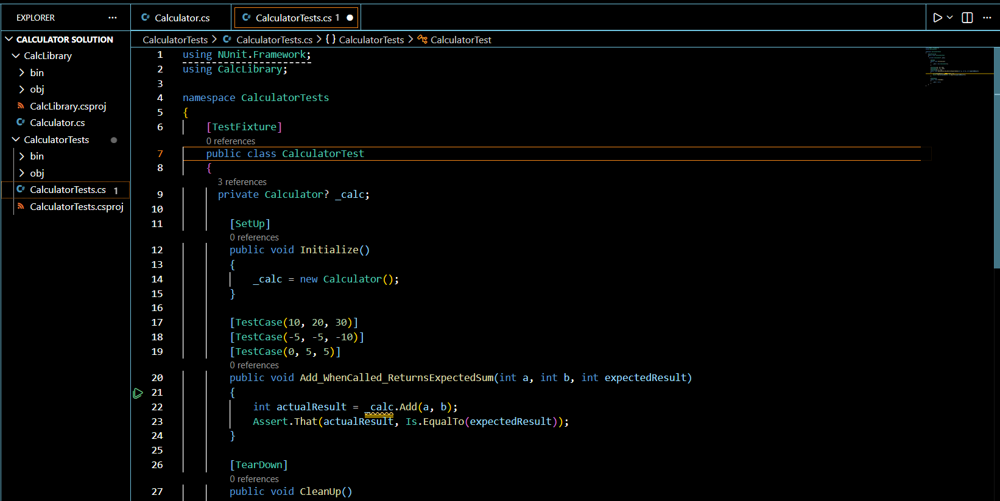 EXPLORER
CALCULATOR SOLUTION
CalcLibrary
bin
obj
CalcLibrary.csproj
Calculator.cs
CalculatorTests
bin
obj
CalculatorTests.cs 1
CalculatorTests.csproj
Calculator.cs
CalculatorTests.cs 1
CalculatorTests > CalculatorTests.cs > {} CalculatorTests > CalculatorTest
1 using NUnit.Framework;
2 using CalcLibrary;
3
4 namespace CalculatorTests
5 {
6 [TestFixture]
0 references
7 public class CalculatorTest
8 {
3 references
9 private Calculator? _calc;
10
11 [SetUp]
0 references
12 public void Initialize()
13 {
14 _calc = new Calculator();
15 }
16
17 [TestCase(10, 20, 30)]
18 [TestCase(-5, -5, -10)]
19 [TestCase(0, 5, 5)]
0 references
20 public void Add_WhenCalled_ReturnsExpectedSum(int a, int b, int expectedResult)
21 {
22 int actualResult = _calc.Add(a, b);
23 Assert.That(actualResult, Is.EqualTo(expectedResult));
24 }
25
26 [TearDown]
0 references
27 public void CleanUp()